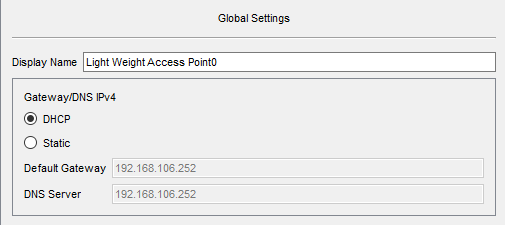 Global Settings
Display Name Light Weight Access Point0
Gateway/DNS IPv4
DHCP
Static
Default Gateway 192.168.106.252
DNS Server 192.168.106.252